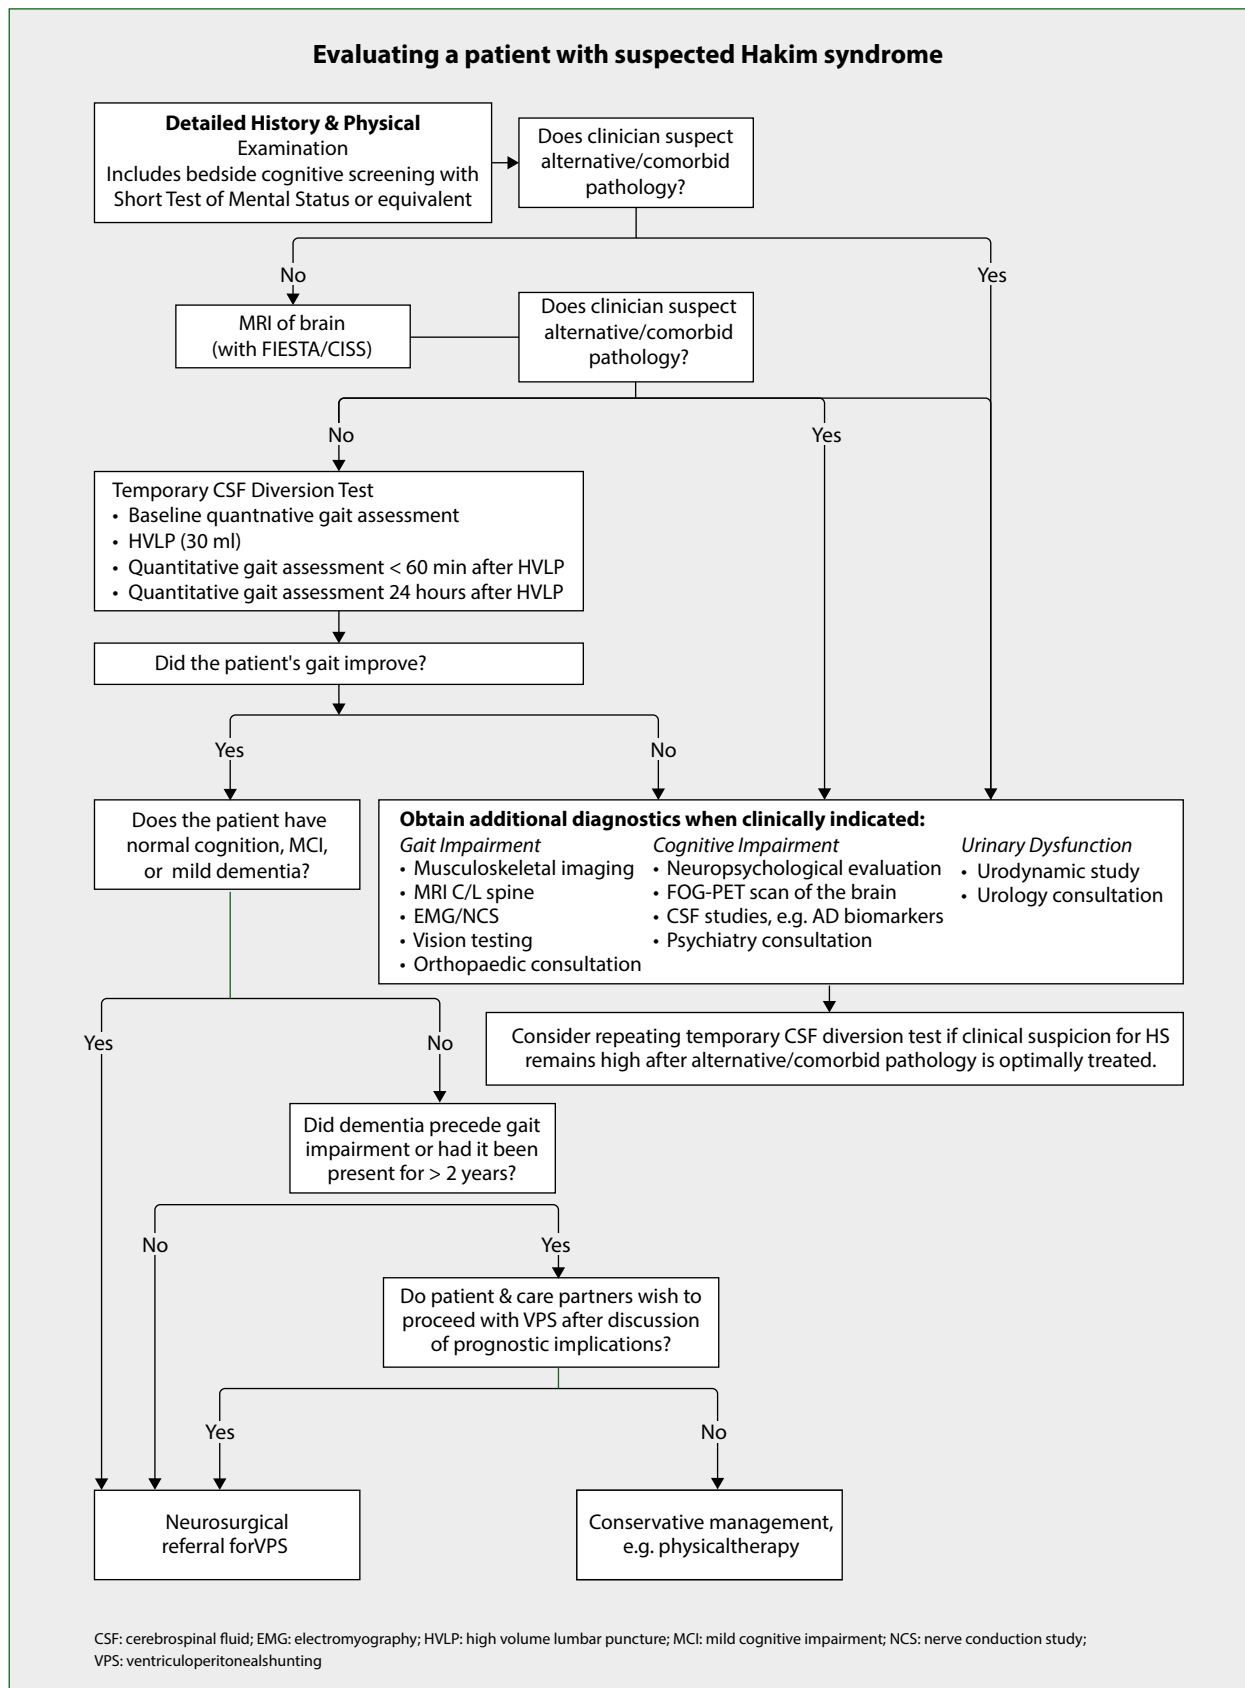 Evaluating a patient with suspected Hakim syndrome
Detailed History & Physical
Examination
Includes bedside cognitive screening with
Short Test of Mental Status or equivalent
Does clinician suspect
alternative/comorbid
pathology?
No
Yes
MRI of brain
(with FIESTA/CISS)
Does clinician suspect
alternative/comorbid
pathology?
No
Yes
Temporary CSF Diversion Test
• Baseline quantnative gait assessment
• HVLP (30 ml)
• Quantitative gait assessment < 60 min after HVLP
• Quantitative gait assessment 24 hours after HVLP
Did the patient's gait improve?
Yes
No
Does the patient have
normal cognition, MCI,
or mild dementia?
Obtain additional diagnostics when clinically indicated:
Gait Impairment
• Musculoskeletal imaging
• MRI C/L spine
• EMG/NCS
• Vision testing
• Orthopaedic consultation
Cognitive Impairment
• Neuropsychological evaluation
• FOG-PET scan of the brain
• CSF studies, e.g. AD biomarkers
• Psychiatry consultation
Urinary Dysfunction
• Urodynamic study
• Urology consultation
Yes
No
Consider repeating temporary CSF diversion test if clinical suspicion for HS
remains high after alternative/comorbid pathology is optimally treated.
Did dementia precede gait
impairment or had it been
present for > 2 years?
No
Yes
Do patient & care partners wish to
proceed with VPS after discussion
of prognostic implications?
Yes
No
Neurosurgical
referral forVPS
Conservative management,
e.g. physicaltherapy
CSF: cerebrospinal fluid; EMG: electromyography; HVLP: high volume lumbar puncture; MCI: mild cognitive impairment; NCS: nerve conduction study;
VPS: ventriculoperitonealshunting